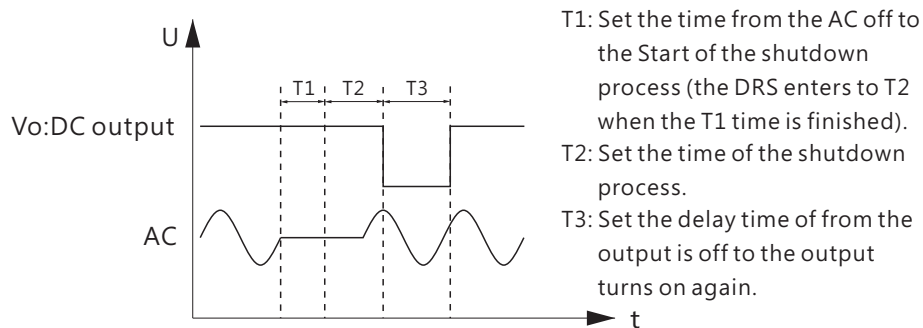 U
T1
T2
T3
Vo:DC output
AC
t
T1: Set the time from the AC off to
the Start of the shutdown
process (the DRS enters to T2
when the T1 time is finished).
T2: Set the time of the shutdown
process.
T3: Set the delay time of from the
output is off to the output
turns on again.